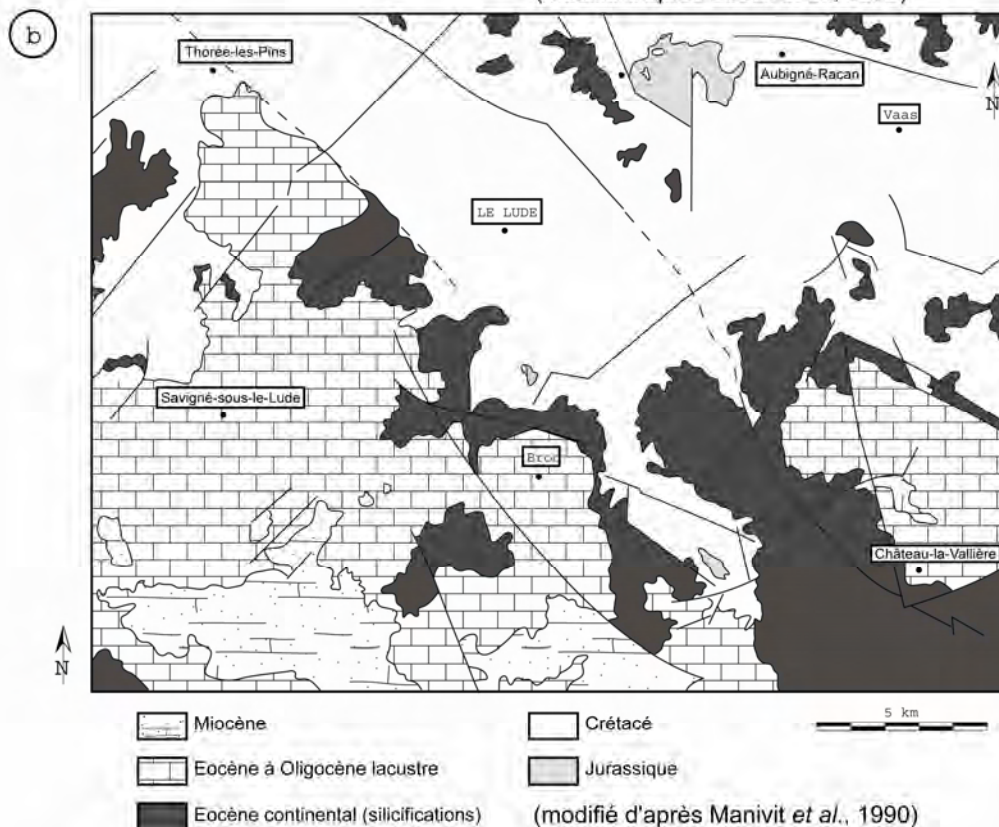 b
Thorée-les-Pins
Aubigné-Racan
N
Vaas
LE LUDE
Savigné-sous-le-Lude
Broc
Château-la-Vallière
N
5 km
Miocène
Crétacé
Eocène à Oligocène lacustre
Jurassique
Eocène continental (silicifications)
(modifié d'après Manivit et al., 1990)